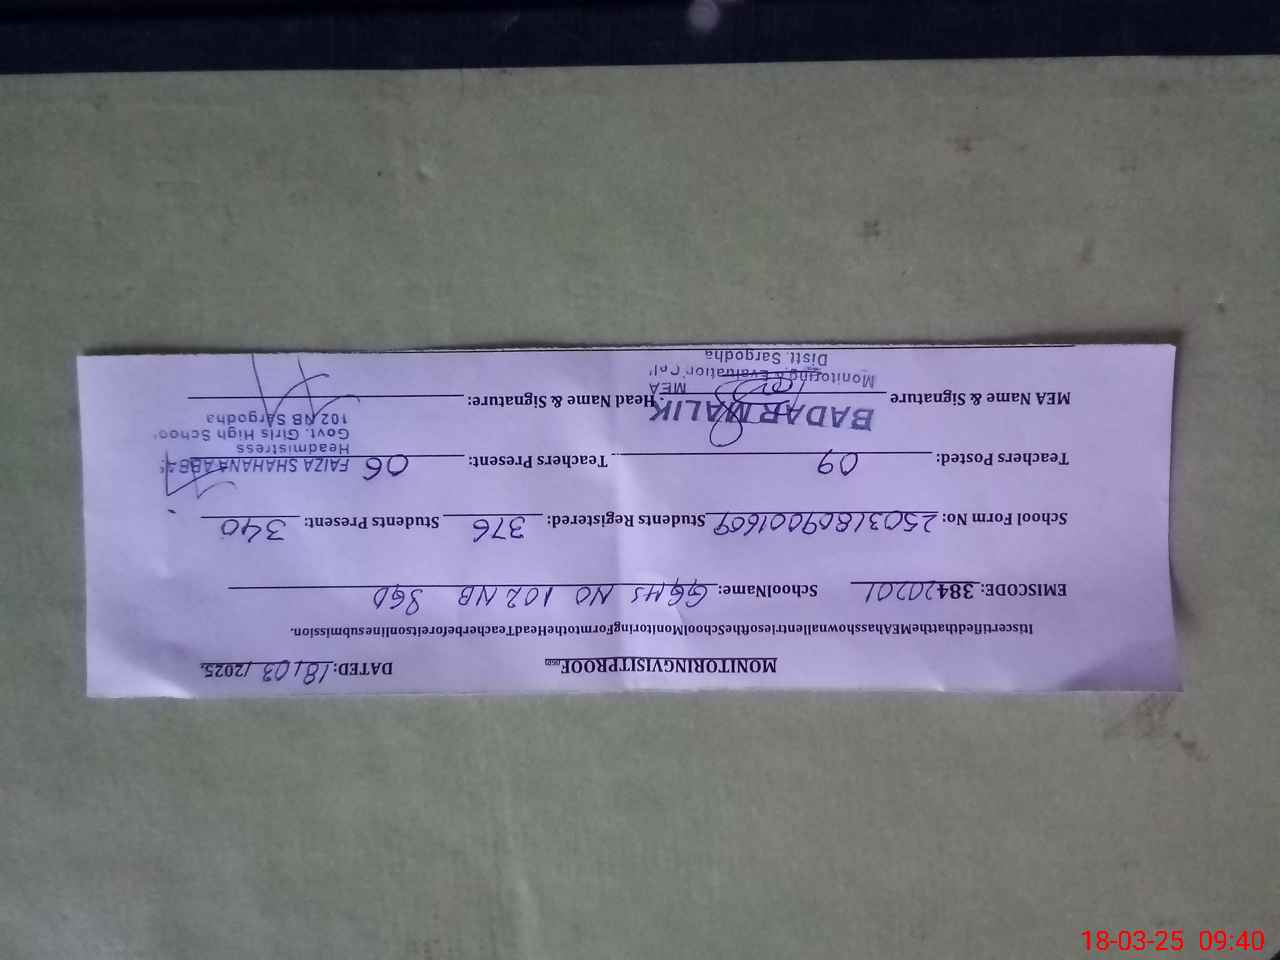 MONITORINGVISITPROOF
DATED: 18/03/2025.
ItiscertifiedthattheMEAhasshownallentriesoftheSchoolMonitoringFormtotheHeadTeacherbeforeitsonlinesubmission.
EMISCODE: 38420201 SchoolName: GGHS NO 102 NB SGD
School Form No: 25031809001609 Students Registered: 376 Students Present: 340
Teachers Posted: 09 Teachers Present: 06
FAIZA SHAHANA
Headmistress
Govt. Girls High School
102 NB Sargodha
MEA Name & Signature Head Name & Signature:
BADAR MALIK
MEA
Monitoring & Evaluation Cell
Distt. Sargodha
18-03-25 09:40